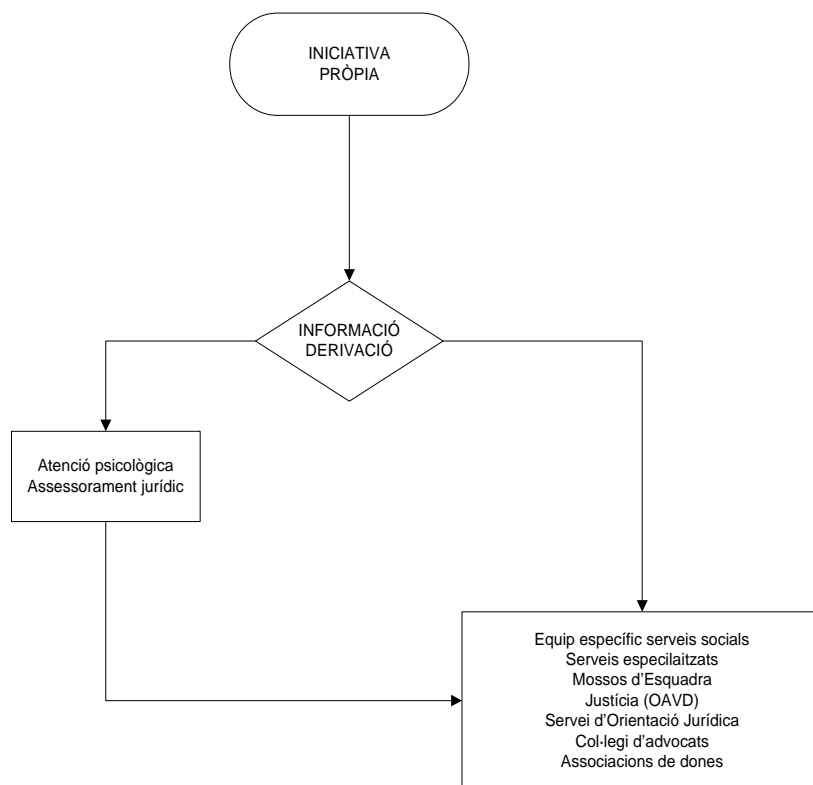 INICIATIVA
PRÒPIA
INFORMACIÓ
DERIVACIÓ
Atenció psicològica
Assessorament jurídic
Equip específic serveis socials
Serveis especilaitzats
Mossos d’Esquadra
Justícia (OAVD)
Servei d’Orientació Jurídica
Col·legi d’advocats
Associacions de dones